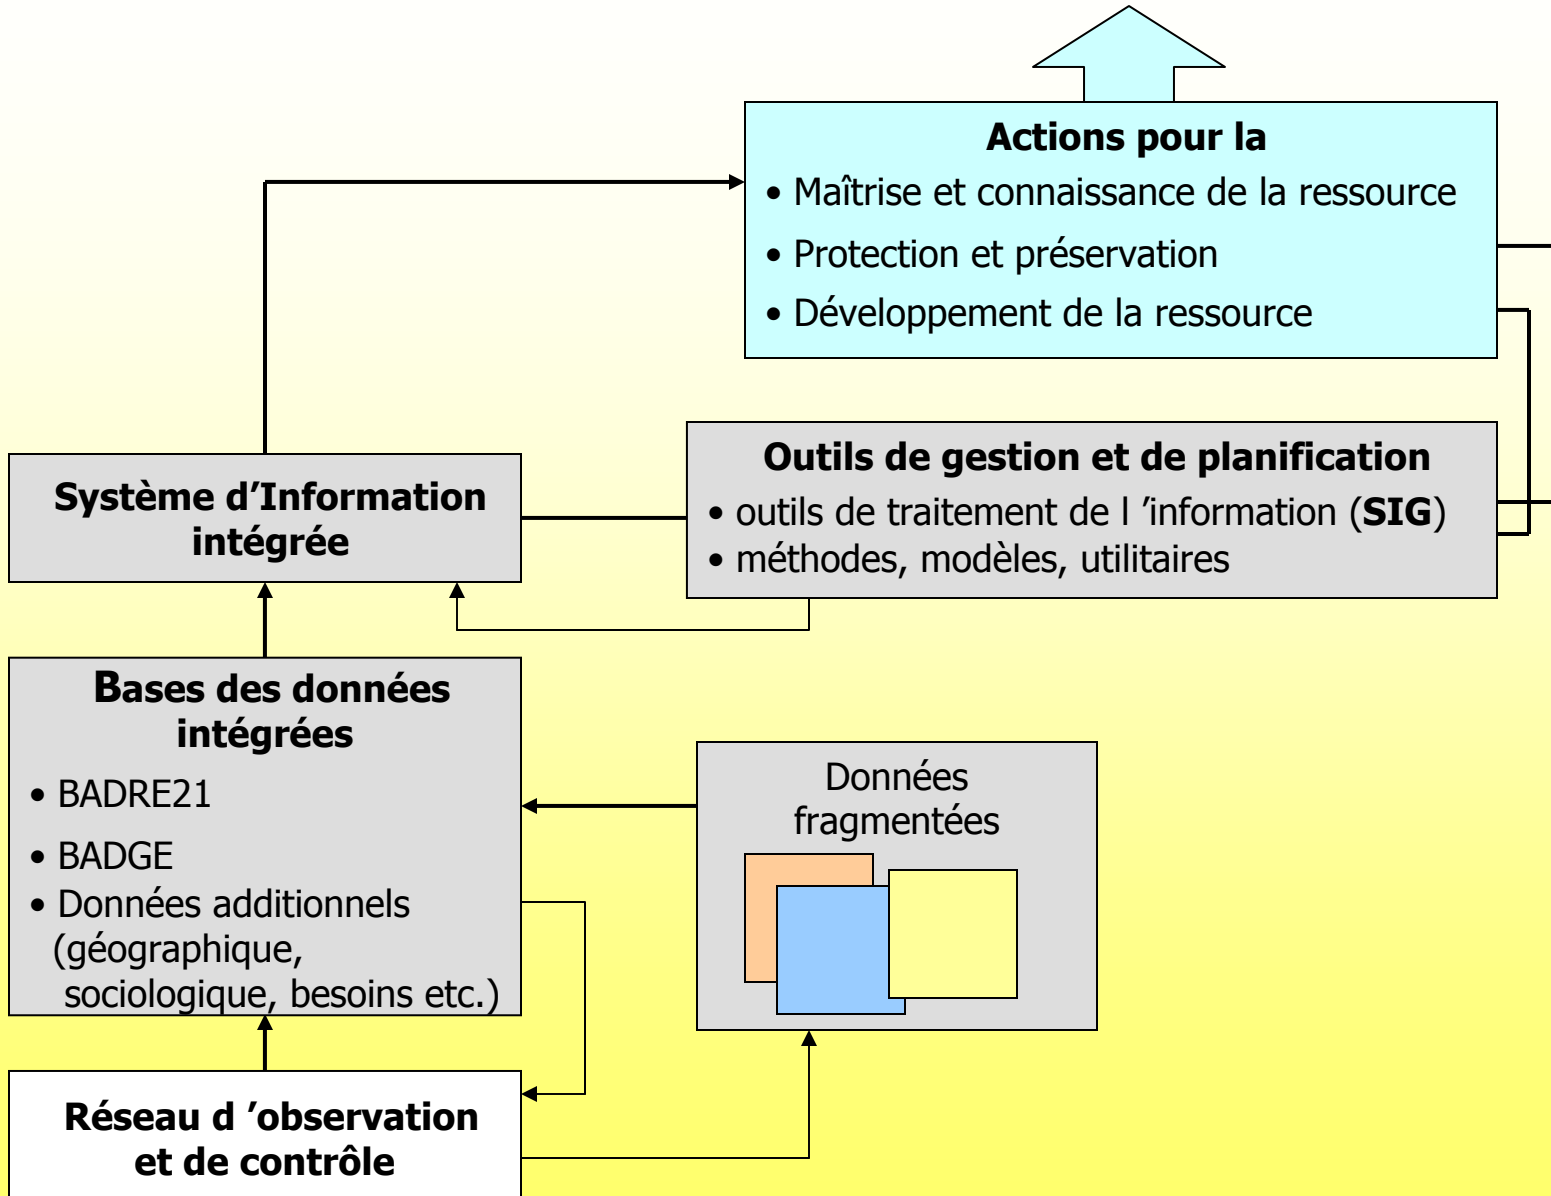 Actions pour la
• Maîtrise et connaissance de la ressource
• Protection et préservation
• Développement de la ressource
Outils de gestion et de planification
• outils de traitement de l ’information (SIG)
• méthodes, modèles, utilitaires
Système d’Information
intégrée
Bases des données
intégrées
• BADRE21
• BADGE
• Données additionnels
(géographique,
sociologique, besoins etc.)
Données
fragmentées
Réseau d ’observation
et de contrôle